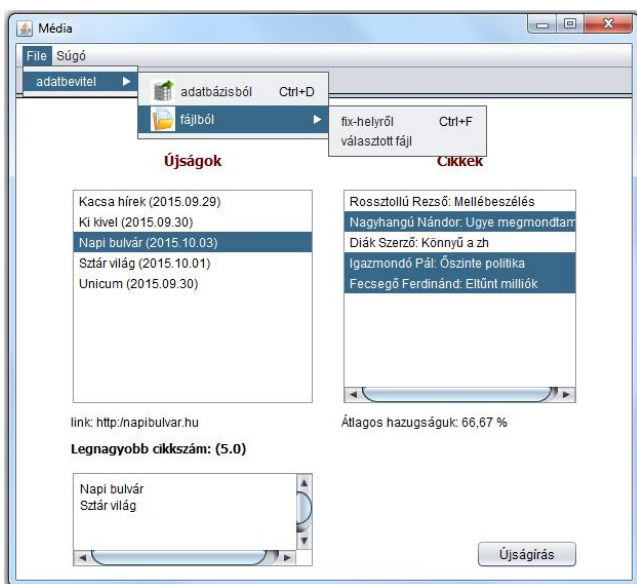 Média
File Súgó
adatbevitel
adatbázisból Ctrl+D
fájlból
fix-helyről Ctrl+F
választott fájl
Újságok
Cikkek
Kacsa hírek (2015.09.29)
Ki kivel (2015.09.30)
Napi bulvár (2015.10.03)
Sztár világ (2015.10.01)
Unicum (2015.09.30)
Rossztollú Rezső: Mellébeszélés
Nagyhangú Nándor: Ugye megmondtam
Diák Szerző: Könnyű a zh
Igazmondó Pál: Őszinte politika
Fecsegő Ferdinánd: Eltűnt milliók
link: http:/napibulvar.hu
Átlagos hazugságuk: 66,67 %
Legnagyobb cikkszám: (5.0)
Napi bulvár
Sztár világ
Újságírás